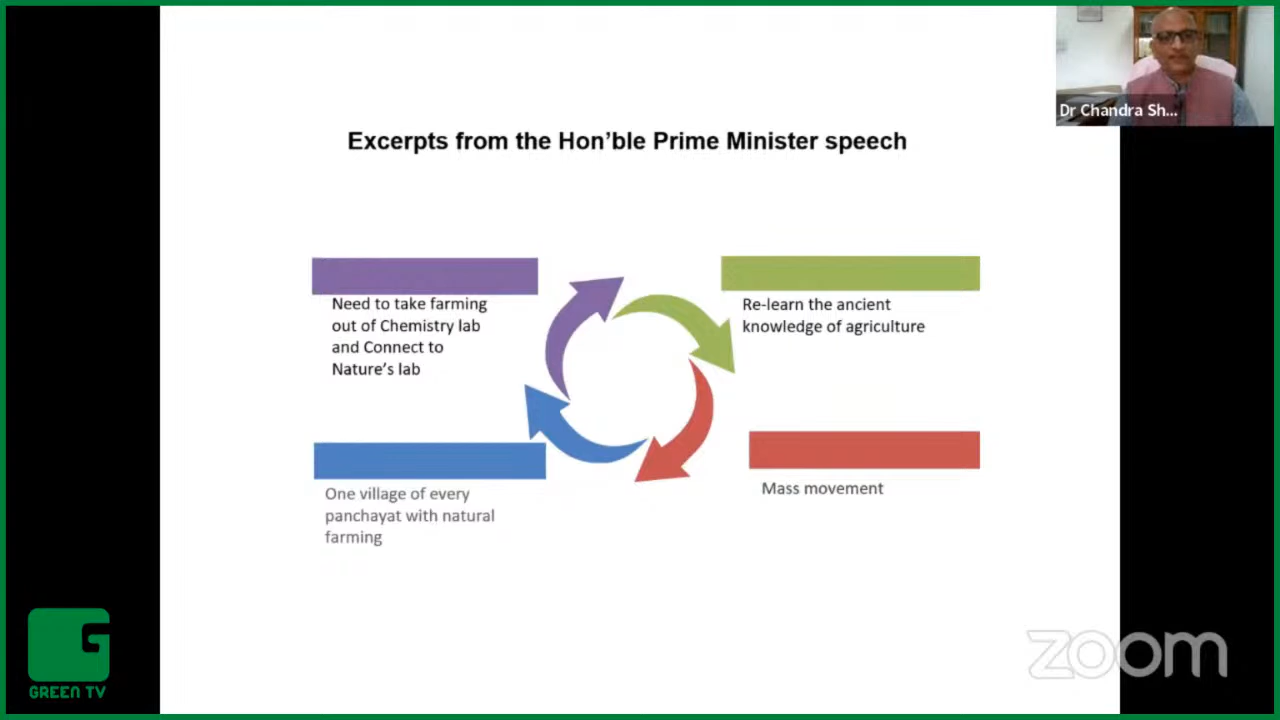 Dr Chandra Sh...
Excerpts from the Hon'ble Prime Minister speech
Need to take farming
out of Chemistry lab
and Connect to
Nature's lab
Re-learn the ancient
knowledge of agriculture
One village of every
panchayat with natural
farming
Mass movement
GREEN TV
zoom